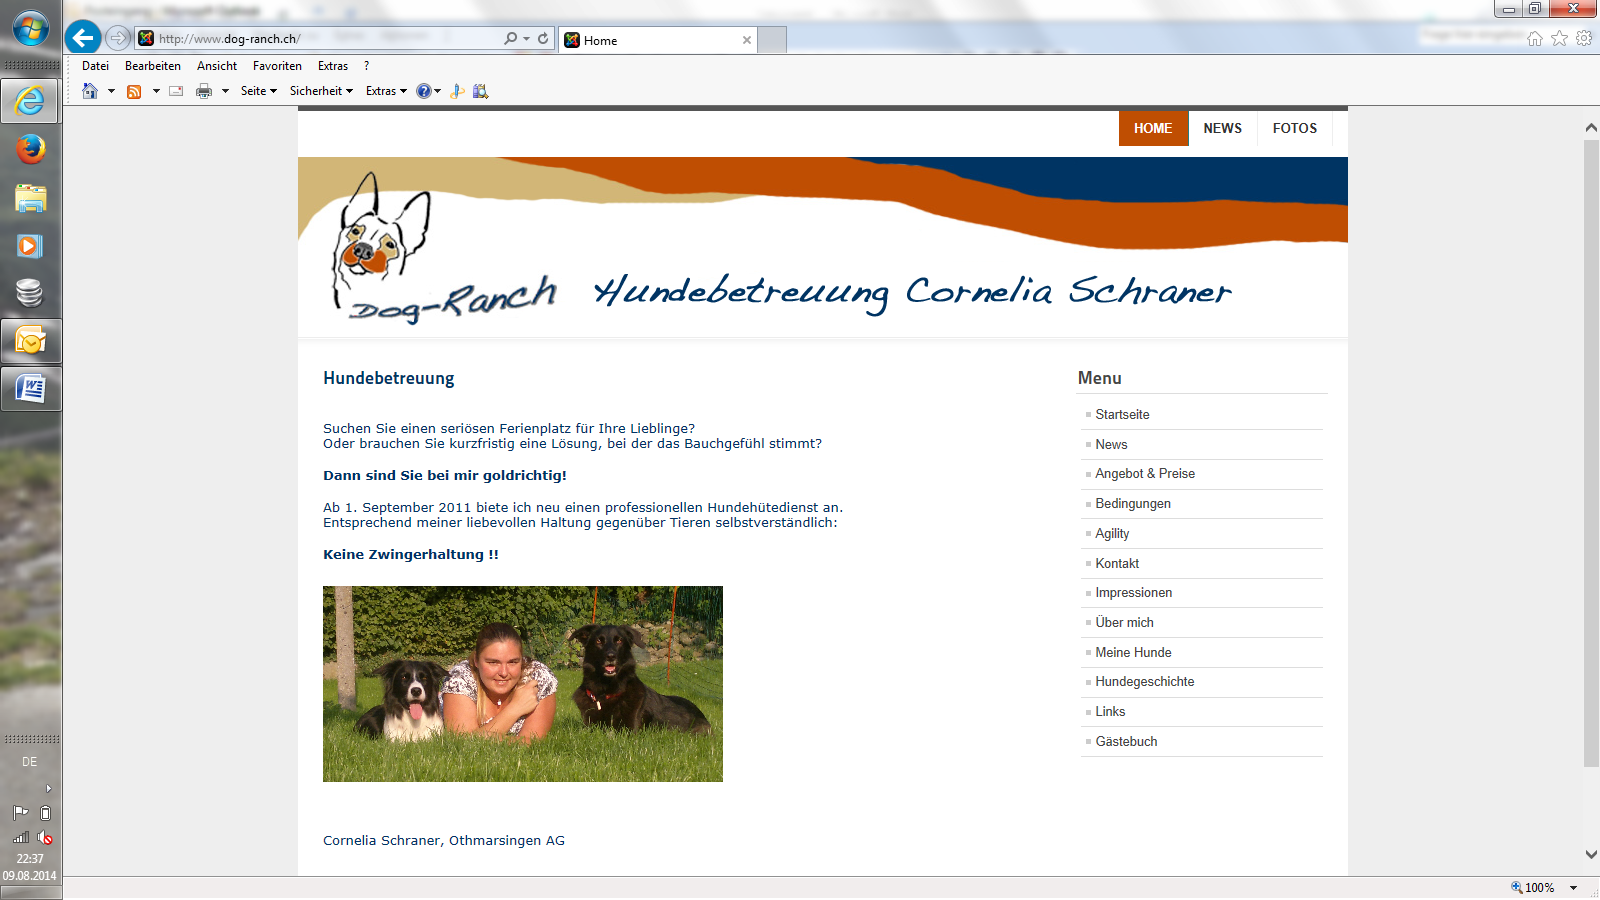 http://www.dog-ranch.ch/
Home
Datei Bearbeiten Ansicht Favoriten Extras ?
Seite Sicherheit Extras
HOME NEWS FOTOS
Dog-Ranch Hundebetreuung Cornelia Schraner
Hundebetreuung
Suchen Sie einen seriösen Ferienplatz für Ihre Lieblinge?
Oder brauchen Sie kurzfristig eine Lösung, bei der das Bauchgefühl stimmt?
Dann sind Sie bei mir goldrichtig!
Ab 1. September 2011 biete ich neu einen professionellen Hundehütedienst an.
Entsprechend meiner liebevollen Haltung gegenüber Tieren selbstverständlich:
Keine Zwingerhaltung !!
Cornelia Schraner, Othmarsingen AG
Menu
Startseite
News
Angebot & Preise
Bedingungen
Agility
Kontakt
Impressionen
Über mich
Meine Hunde
Hundegeschichte
Links
Gästebuch
DE
22:37
09.08.2014
100%